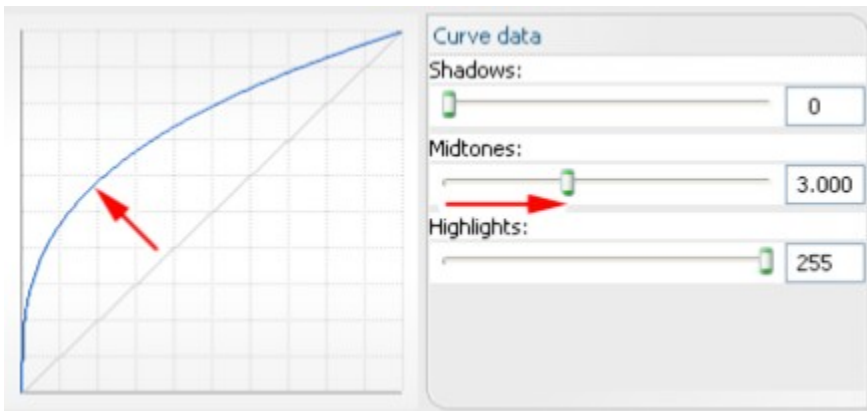 Curve data
Shadows:
0
Midtones:
3.000
Highlights:
255